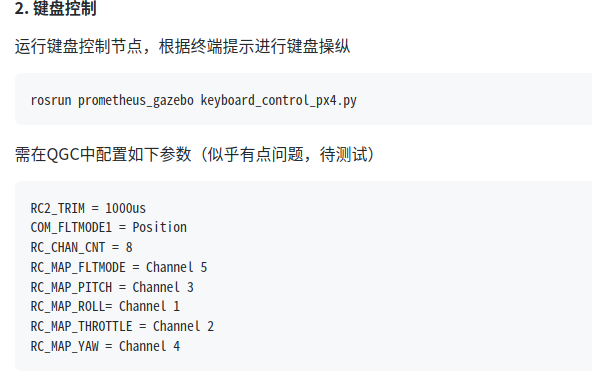 2. 键盘控制
运行键盘控制节点，根据终端提示进行键盘操纵
rosrun prometheus_gazebo keyboard_control_px4.py
需在QGC中配置如下参数（似乎有点问题，待测试）
RC2_TRIM = 1000us
COM_FLTMODE1 = Position
RC_CHAN_CNT = 8
RC_MAP_FLTMODE = Channel 5
RC_MAP_PITCH = Channel 3
RC_MAP_ROLL= Channel 1
RC_MAP_THROTTLE = Channel 2
RC_MAP_YAW = Channel 4